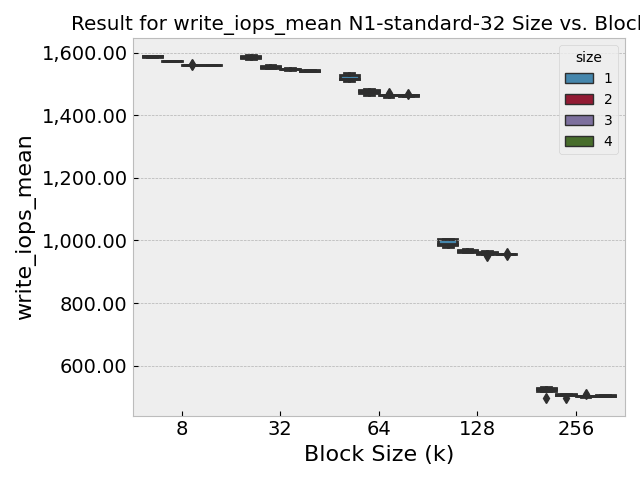 Result for write_iops_mean N1-standard-32 Size vs. Block
1,600.00
1,400.00
1,200.00
1,000.00
800.00
600.00
write_iops_mean
size
1
2
3
4
8 32 64 128 256
Block Size (k)